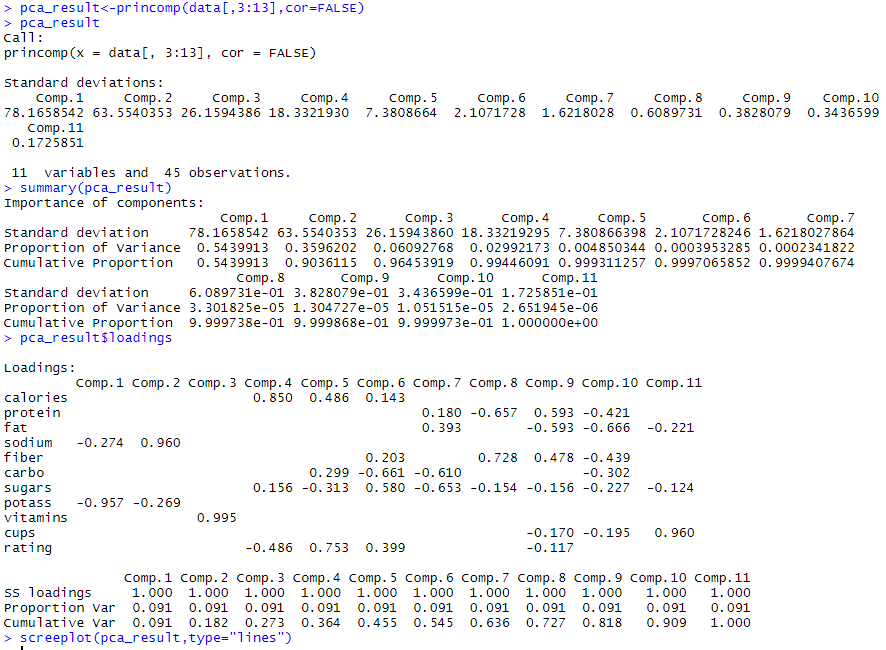 > pca_result<-princomp(data[,3:13],cor=FALSE)
> pca_result
Call:
princomp(x = data[, 3:13], cor = FALSE)
Standard deviations:
Comp.1 Comp.2 Comp.3 Comp.4 Comp.5 Comp.6 Comp.7 Comp.8 Comp.9 Comp.10
78.1658542 63.5540353 26.1594386 18.3321930 7.3808664 2.1071728 1.6218028 0.6089731 0.3828079 0.3436599
Comp.11
0.1725851
11 variables and 45 observations.
> summary(pca_result)
Importance of components:
Comp.1 Comp.2 Comp.3 Comp.4 Comp.5 Comp.6 Comp.7
Standard deviation 78.1658542 63.5540353 26.15943860 18.33219295 7.380866398 2.1071728246 1.6218027864
Proportion of Variance 0.5439913 0.3596202 0.06092768 0.02992173 0.004850344 0.0003953285 0.0002341822
Cumulative Proportion 0.5439913 0.9036115 0.96453919 0.99446091 0.999311257 0.9997065852 0.9999407674
Comp.8 Comp.9 Comp.10 Comp.11
Standard deviation 6.089731e-01 3.828079e-01 3.436599e-01 1.725851e-01
Proportion of Variance 3.301825e-05 1.304727e-05 1.051515e-05 2.651945e-06
Cumulative Proportion 9.999738e-01 9.999868e-01 9.999973e-01 1.000000e+00
> pca_result$loadings
Loadings:
Comp.1 Comp.2 Comp.3 Comp.4 Comp.5 Comp.6 Comp.7 Comp.8 Comp.9 Comp.10 Comp.11
calories 0.850 0.486 0.143
protein 0.180 -0.657 0.593 -0.421
fat 0.393 -0.593 -0.666 -0.221
sodium -0.274 0.960
fiber 0.203 0.728 0.478 -0.439
carbo 0.299 -0.661 -0.610 -0.302
sugars 0.156 -0.313 0.580 -0.653 -0.154 -0.156 -0.227 -0.124
potass -0.957 -0.269
vitamins 0.995
cups -0.170 -0.195 0.960
rating -0.486 0.753 0.399 -0.117
Comp.1 Comp.2 Comp.3 Comp.4 Comp.5 Comp.6 Comp.7 Comp.8 Comp.9 Comp.10 Comp.11
SS loadings 1.000 1.000 1.000 1.000 1.000 1.000 1.000 1.000 1.000 1.000 1.000
Proportion Var 0.091 0.091 0.091 0.091 0.091 0.091 0.091 0.091 0.091 0.091 0.091
Cumulative Var 0.091 0.182 0.273 0.364 0.455 0.545 0.636 0.727 0.818 0.909 1.000
> screeplot(pca_result,type="lines")